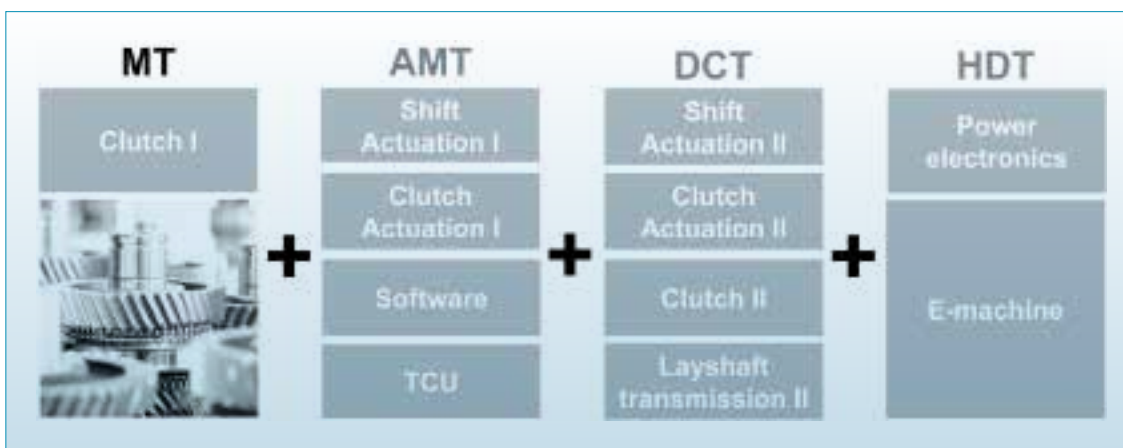 MT
Clutch I
+
AMT
Shift
Actuation I
Clutch
Actuation I
Software
TCU
+
DCT
Shift
Actuation II
Clutch
Actuation II
Clutch II
Layshaft
transmission II
+
HDT
Power
electronics
E-machine